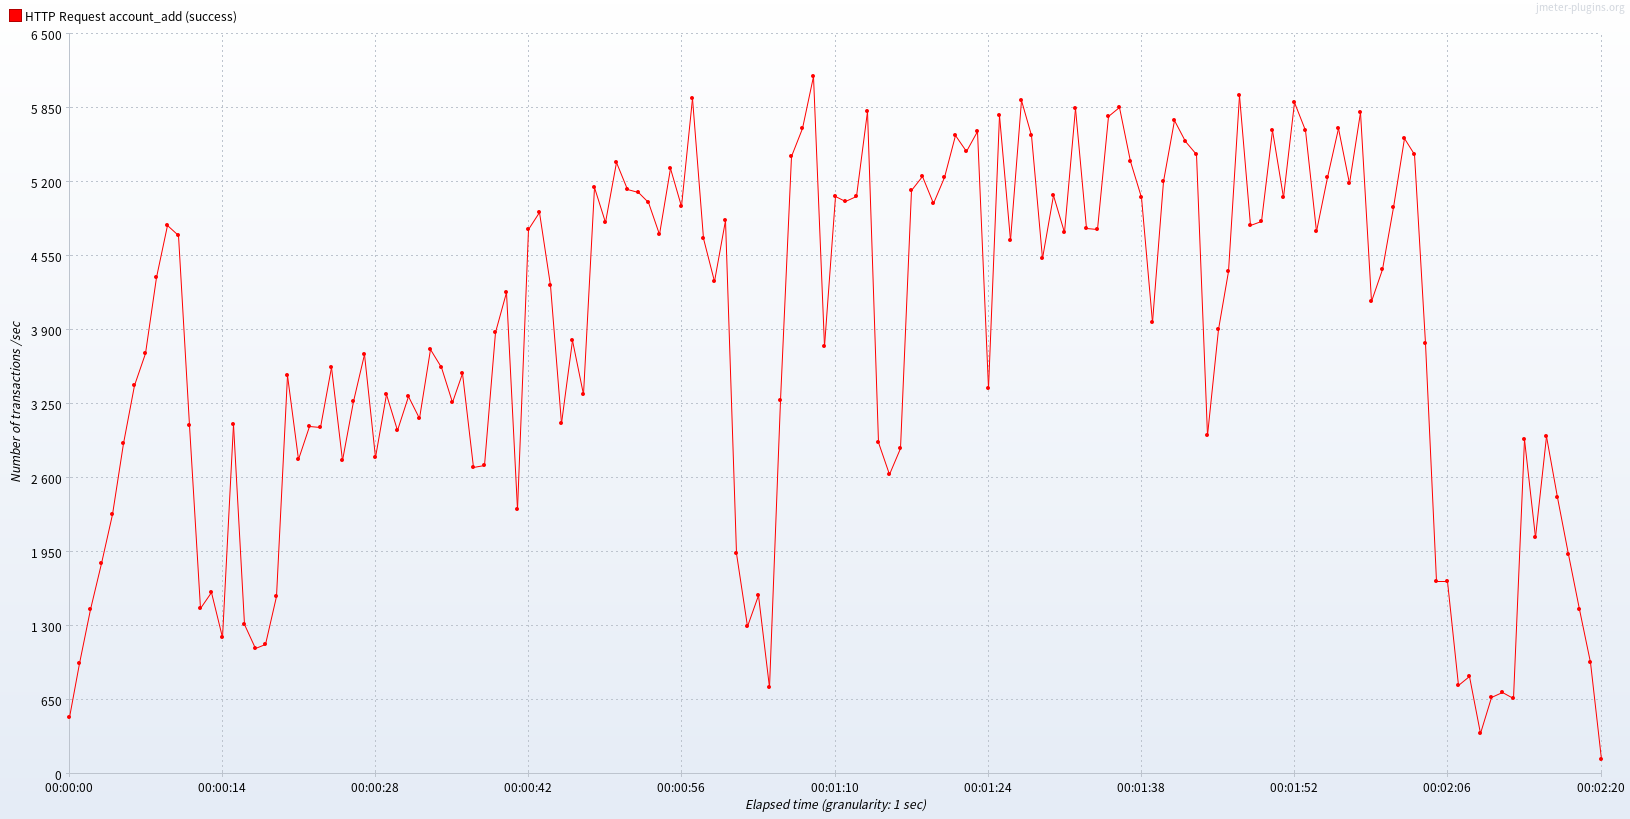 HTTP Request account_add (success)
jmeter-plugins.org
6 500
5 850
5 200
4 550
3 900
3 250
2 600
1 950
1 300
650
0
Number of transactions /sec
00:00:00 00:00:14 00:00:28 00:00:42 00:00:56 00:01:10 00:01:24 00:01:38 00:01:52 00:02:06 00:02:20
Elapsed time (granularity: 1 sec)